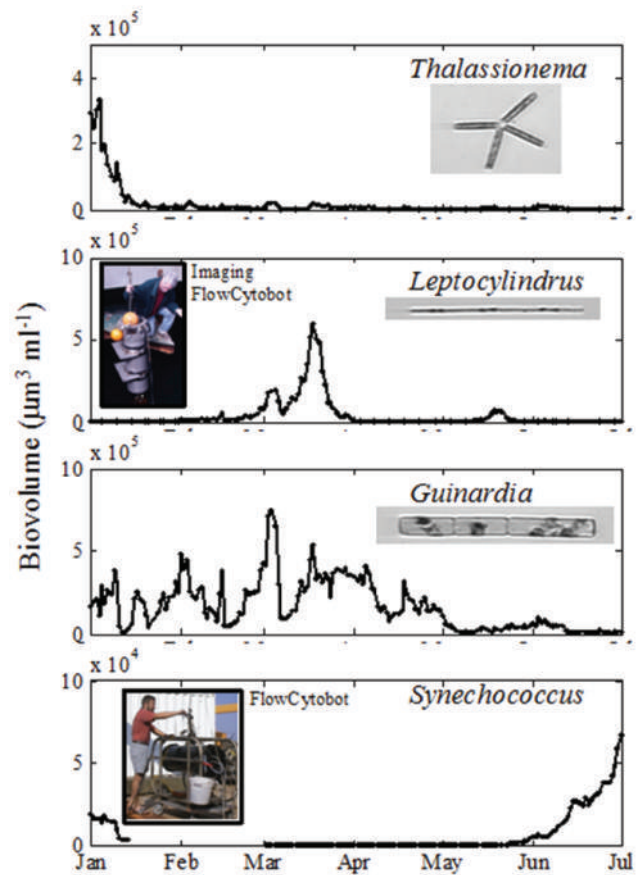 x 10⁵
Thalassionema
4
2
0
x 10⁵
10
Imaging
FlowCytobot
Leptocylindrus
5
0
x 10⁵
10
Guinardia
5
0
x 10⁴
10
FlowCytobot
Synechococcus
5
0
Jan Feb Mar Apr May Jun Jul
Biovolume (µm³ ml⁻¹)